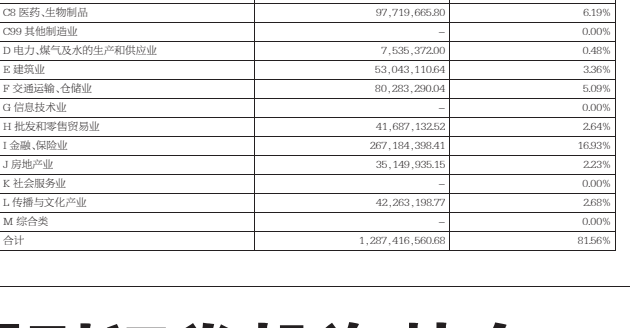 C8 医药、生物制品 97,719,665.80 6.19%
C99 其他制造业 – 0.00%
D 电力、煤气及水的生产和供应业 7,535,372.00 0.48%
E 建筑业 53,043,110.64 3.36%
F 交通运输、仓储业 80,283,290.04 5.09%
G 信息技术业 – 0.00%
H 批发和零售贸易业 41,687,132.52 2.64%
I 金融、保险业 267,184,398.41 16.93%
J 房地产业 35,149,935.15 2.23%
K 社会服务业 – 0.00%
L 传播与文化产业 42,263,198.77 2.68%
M 综合类 – 0.00%
合计 1,287,416,560.68 81.56%